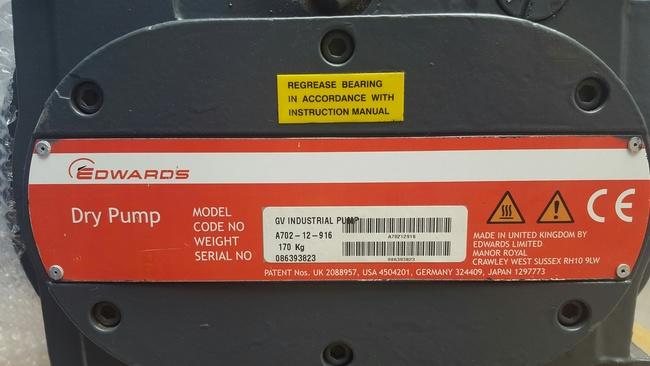 REGREASE BEARING
IN ACCORDANCE WITH
INSTRUCTION MANUAL
EDWARDS
Dry Pump
MODEL GV INDUSTRIAL PUMP
CODE NO A702-12-916 A70212916
WEIGHT 170 Kg
SERIAL NO 086393823 086393823
CE
MADE IN UNITED KINGDOM BY
EDWARDS LIMITED
MANOR ROYAL
CRAWLEY WEST SUSSEX RH10 9LW
PATENT NOS. UK 2088957, USA 4504201, GERMANY 324409, JAPAN 1297773